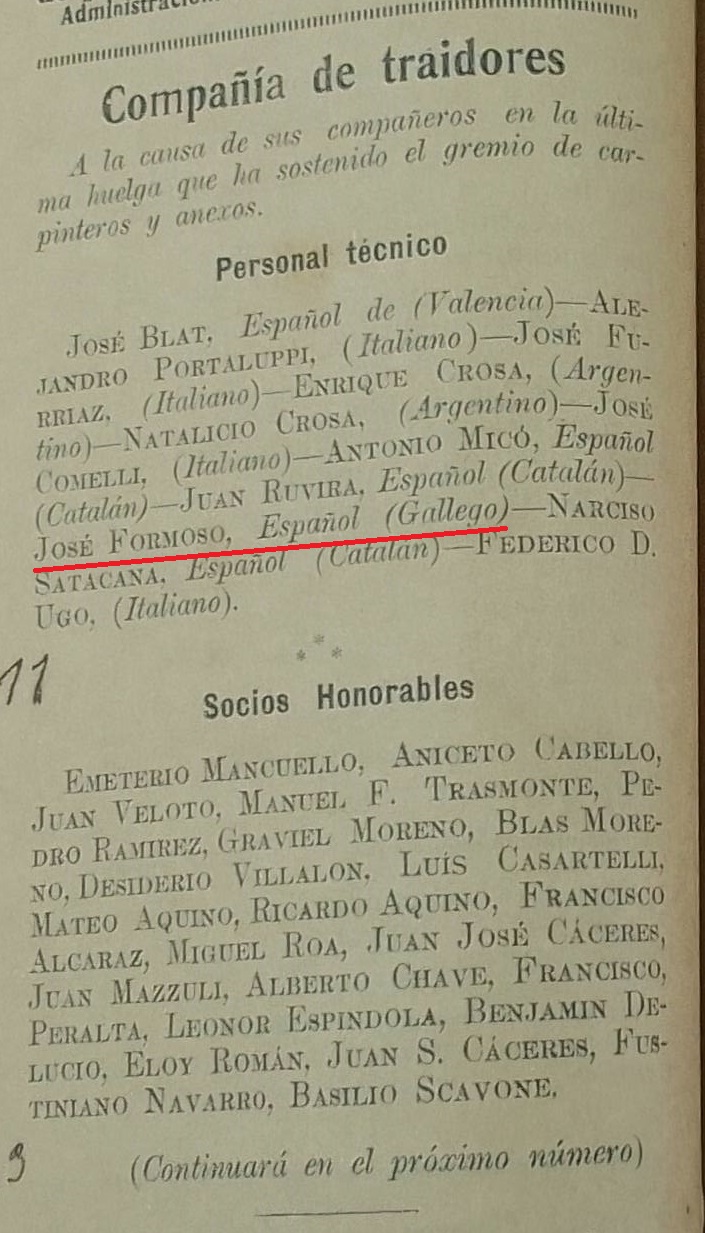 Administració
Compañía de traidores
A la causa de sus compañeros en la últi-
ma huelga que ha sostenido el gremio de car-
pinteros y anexos.
Personal técnico
JOSÉ BLAT, Español de (Valencia)—ALE-
JANDRO PORTALUPPI, (Italiano)—JOSÉ FU-
RRIAZ, (Italiano)—ENRIQUE CROSA, (Argen-
tino)—NATALICIO CROSA, (Argentino)—JOSÉ
COMELLI, (Italiano)—ANTONIO MICÓ, Español
(Catalán)—JUAN RUVIRA, Español (Catalán)—
JOSÉ FORMOSO, Español (Gallego)—NARCISO
SATACANA, Español (Catalán)—FEDERICO D.
UGO, (Italiano).
* * *
11
Socios Honorables
EMETERIO MANCUELLO, ANICETO CABELLO,
JUAN VELOTO, MANUEL F. TRASMONTE, PE-
DRO RAMIREZ, GRAVIEL MORENO, BLAS MORE-
NO, DESIDERIO VILLALON, LUÍS CASARTELLI,
MATEO AQUINO, RICARDO AQUINO, FRANCISCO
ALCARAZ, MIGUEL ROA, JUAN JOSÉ CÁCERES,
JUAN MAZZULI, ALBERTO CHAVE, FRANCISCO,
PERALTA, LEONOR ESPINDOLA, BENJAMIN DE-
LUCIO, ELOY ROMÁN, JUAN S. CÁCERES, FUS-
TINIANO NAVARRO, BASILIO SCAVONE.
(Continuará en el próximo número)